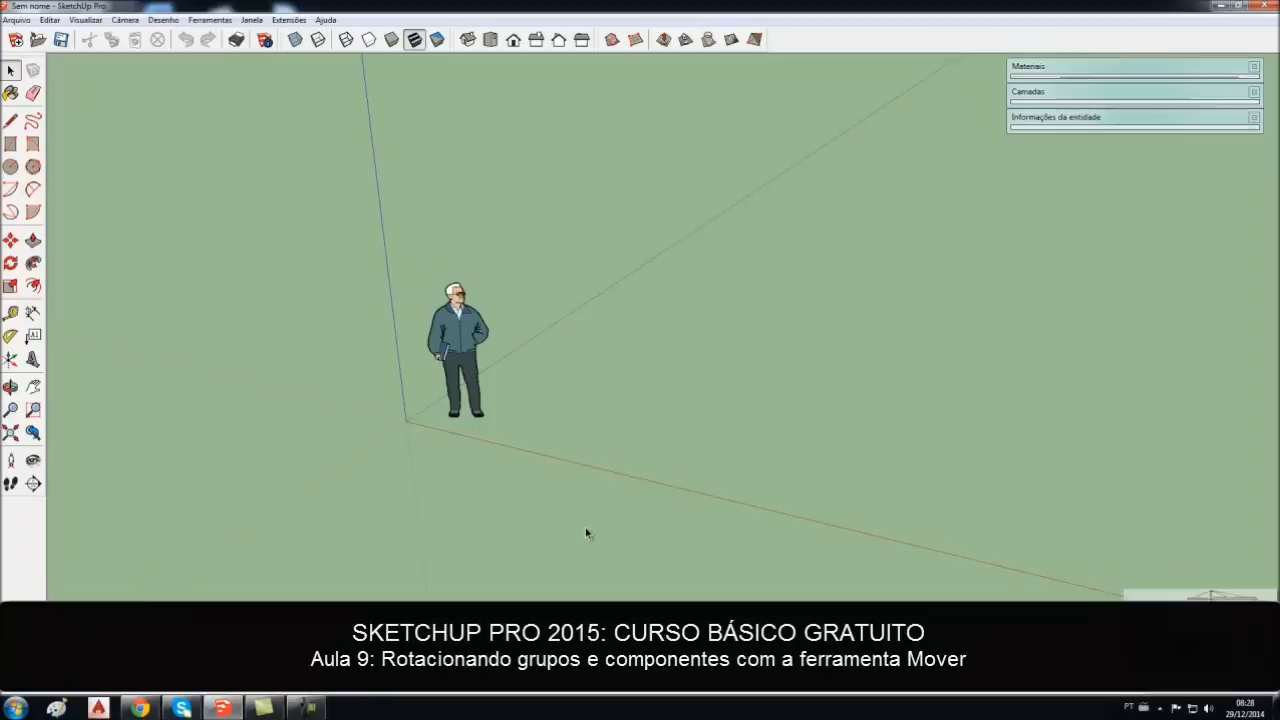 Sem nome - SketchUp Pro
Arquivo Editar Visualizar Câmera Desenho Ferramentas Janela Extensões Ajuda
Materiais
Camadas
Informações da entidade
A1
SKETCHUP PRO 2015: CURSO BÁSICO GRATUITO
Aula 9: Rotacionando grupos e componentes com a ferramenta Mover
PT
08:28
29/12/2014